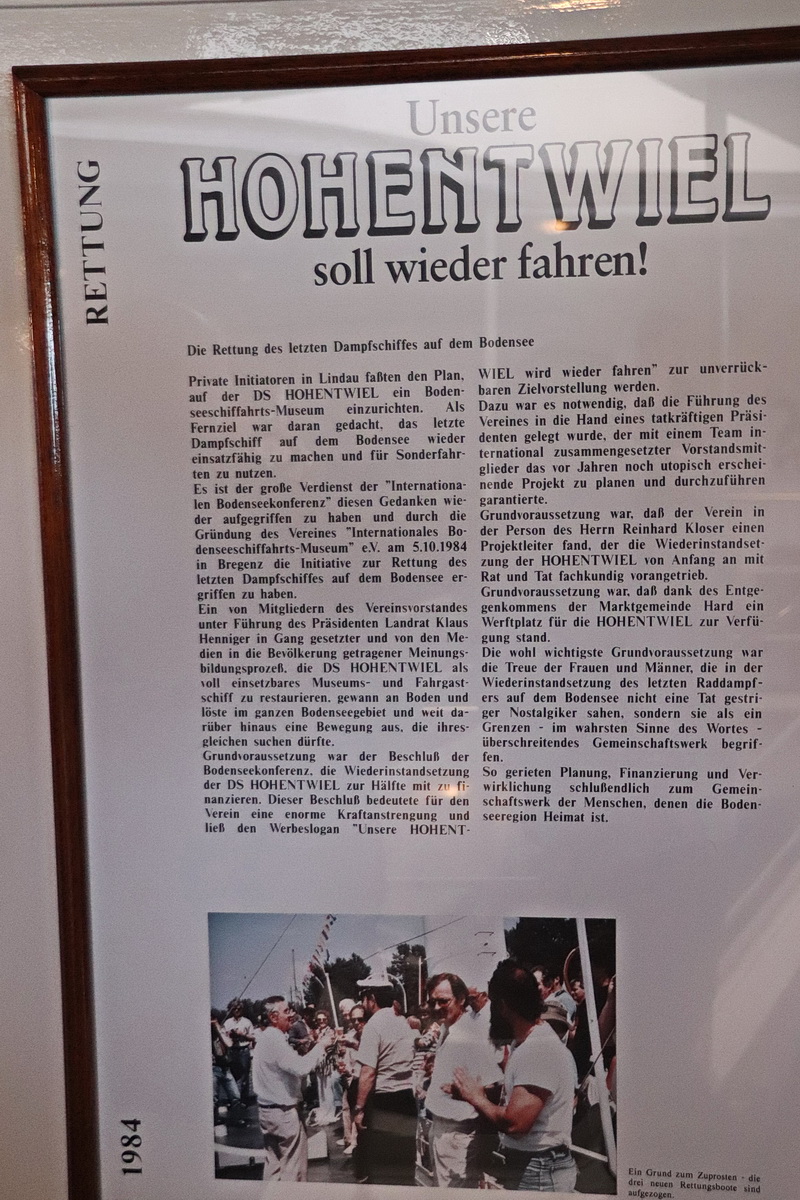 RETTUNG
Unsere
HOHENTWIEL
soll wieder fahren!
Die Rettung des letzten Dampfschiffes auf dem Bodensee
Private Initiatoren in Lindau faßten den Plan,
auf der DS HOHENTWIEL ein Boden-
seeschiffahrts-Museum einzurichten. Als
Fernziel war daran gedacht, das letzte
Dampfschiff auf dem Bodensee wieder
einsatzfähig zu machen und für Sonderfahr-
ten zu nutzen.
Es ist der große Verdienst der "Internationa-
len Bodenseekonferenz" diesen Gedanken wie-
der aufgegriffen zu haben und durch die
Gründung des Vereines "Internationales Bo-
denseeschiffahrts-Museum" e.V. am 5.10.1984
in Bregenz die Initiative zur Rettung des
letzten Dampfschiffes auf dem Bodensee er-
griffen zu haben.
Ein von Mitgliedern des Vereinsvorstandes
unter Führung des Präsidenten Landrat Klaus
Henniger in Gang gesetzter und von den Me-
dien in die Bevölkerung getragener Meinungs-
bildungsprozeß, die DS HOHENTWIEL als
voll einsetzbares Museums- und Fahrgast-
schiff zu restaurieren, gewann an Boden und
löste im ganzen Bodenseegebiet und weit da-
rüber hinaus eine Bewegung aus, die ihres-
gleichen suchen dürfte.
Grundvoraussetzung war der Beschluß der
Bodenseekonferenz, die Wiederinstandsetzung
der DS HOHENTWIEL zur Hälfte mit zu fi-
nanzieren. Dieser Beschluß bedeutete für den
Verein eine enorme Kraftanstrengung und
ließ den Werbeslogan "Unsere HOHENT-
WIEL wird wieder fahren" zur unverrück-
baren Zielvorstellung werden.
Dazu war es notwendig, daß die Führung des
Vereines in die Hand eines tatkräftigen Präsi-
denten gelegt wurde, der mit einem Team in-
ternational zusammengesetzter Vorstandsmit-
glieder das vor Jahren noch utopisch erschei-
nende Projekt zu planen und durchzuführen
garantierte.
Grundvoraussetzung war, daß der Verein in
der Person des Herrn Reinhard Kloser einen
Projektleiter fand, der die Wiederinstandset-
zung der HOHENTWIEL von Anfang an mit
Rat und Tat fachkundig vorangetrieb.
Grundvoraussetzung war, daß dank des Entge-
genkommens der Marktgemeinde Hard ein
Werftplatz für die HOHENTWIEL zur Verfü-
gung stand.
Die wohl wichtigste Grundvoraussetzung war
die Treue der Frauen und Männer, die in der
Wiederinstandsetzung des letzten Raddampf-
ers auf dem Bodensee nicht eine Tat gestri-
ger Nostalgiker sahen, sondern sie als ein
Grenzen - im wahrsten Sinne des Wortes -
überschreitendes Gemeinschaftswerk begrif-
fen.
So gerieten Planung, Finanzierung und Ver-
wirklichung schlußendlich zum Gemein-
schaftswerk der Menschen, denen die Boden-
seeregion Heimat ist.
1984
Ein Grund zum Zuprosten - die
drei neuen Rettungsboote sind
aufgezogen.